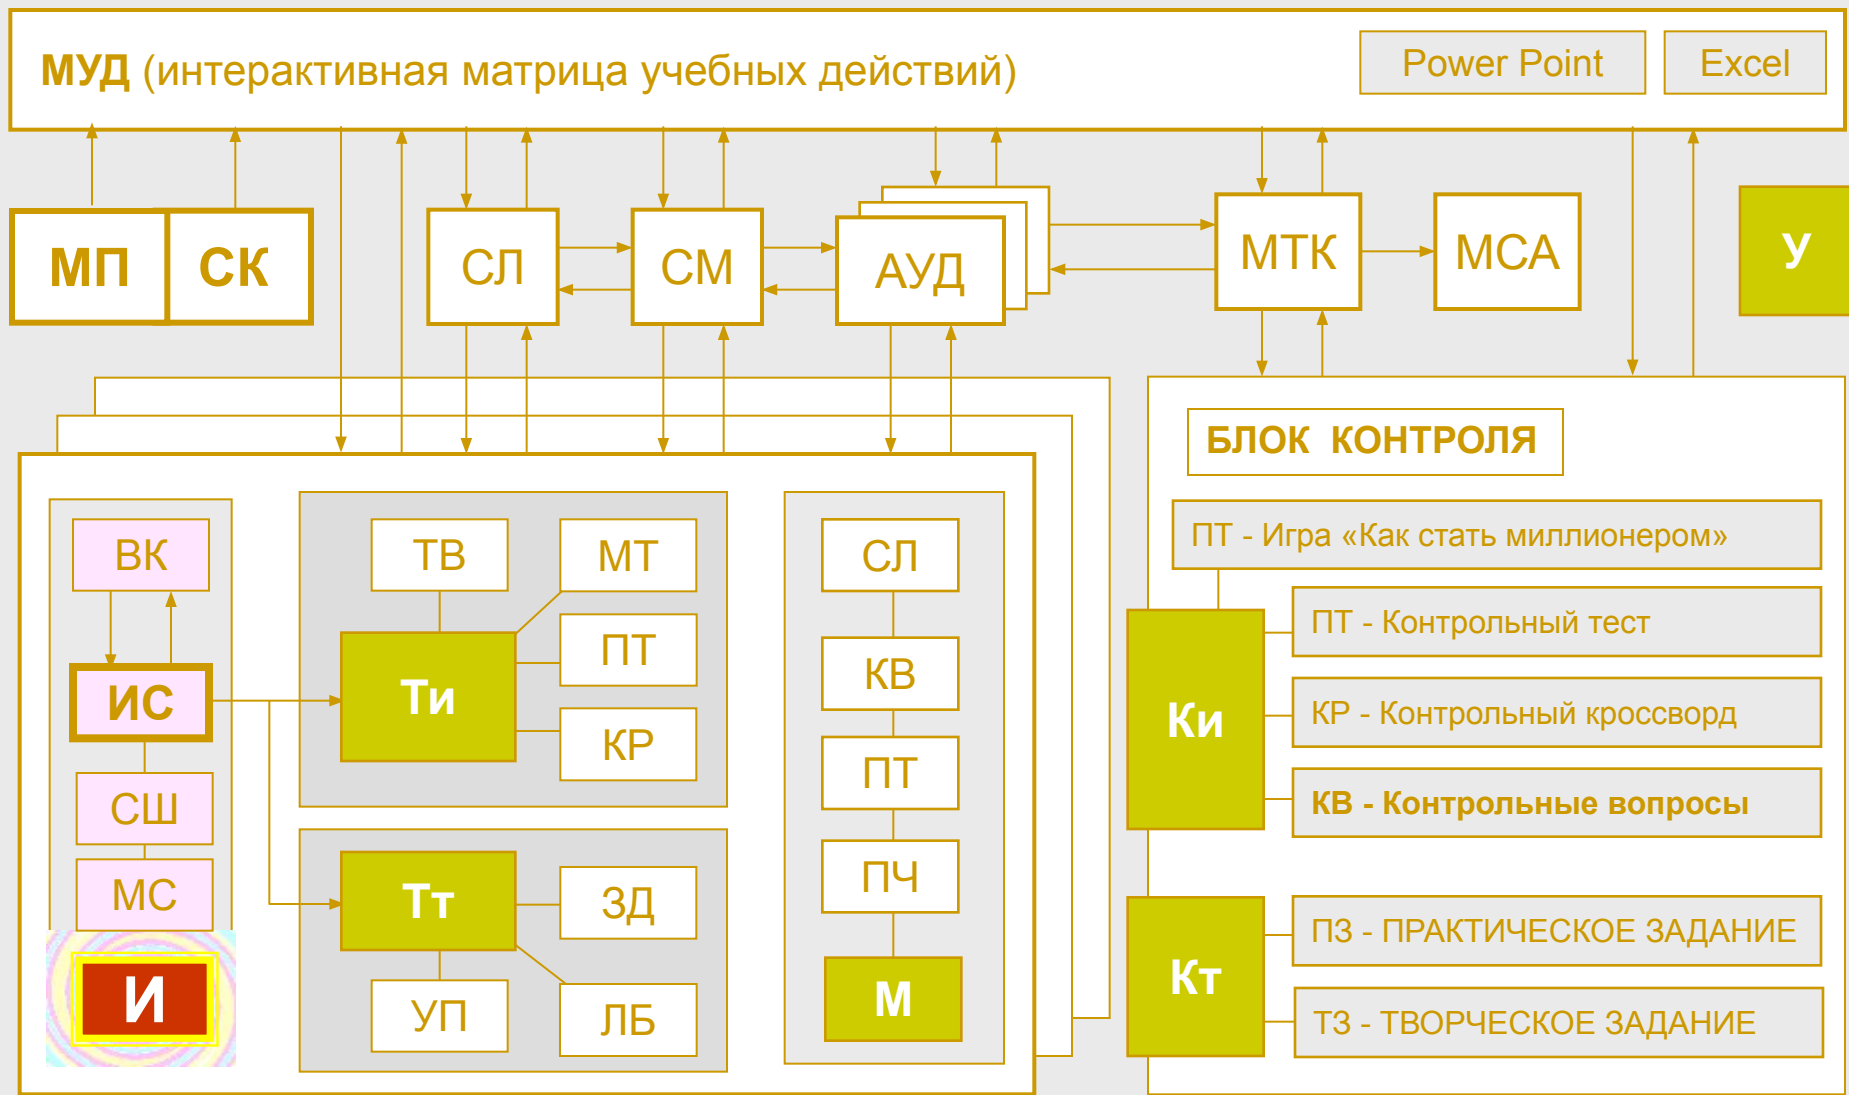 МУД (интерактивная матрица учебных действий)
Power Point
Excel
МП
СК
СЛ
СМ
АУД
МТК
МСА
У
БЛОК КОНТРОЛЯ
ВК
ИС
СШ
МС
И
ТВ
МТ
ПТ
КР
Ти
Тт
ЗД
УП
ЛБ
СЛ
КВ
ПТ
ПЧ
М
ПТ - Игра «Как стать миллионером»
Ки
ПТ - Контрольный тест
КР - Контрольный кроссворд
КВ - Контрольные вопросы
Кт
ПЗ - ПРАКТИЧЕСКОЕ ЗАДАНИЕ
ТЗ - ТВОРЧЕСКОЕ ЗАДАНИЕ